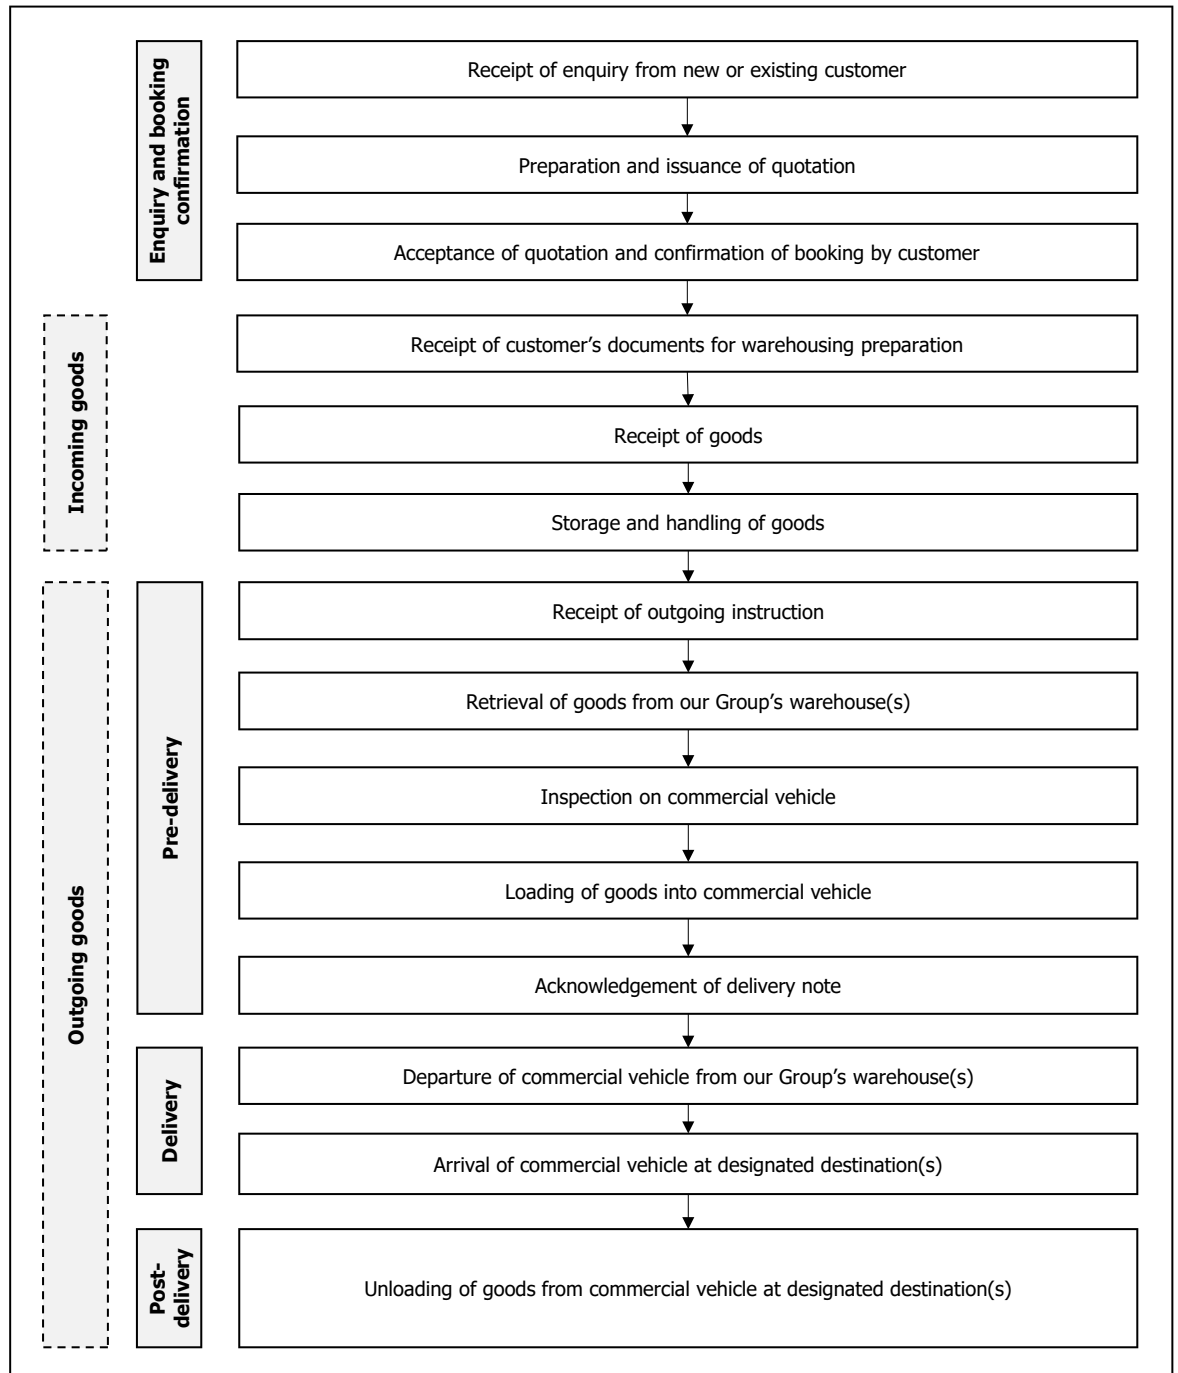 Enquiry and booking
confirmation
Receipt of enquiry from new or existing customer
Preparation and issuance of quotation
Acceptance of quotation and confirmation of booking by customer
Incoming goods
Receipt of customer’s documents for warehousing preparation
Receipt of goods
Storage and handling of goods
Outgoing goods
Pre-delivery
Receipt of outgoing instruction
Retrieval of goods from our Group’s warehouse(s)
Inspection on commercial vehicle
Loading of goods into commercial vehicle
Acknowledgement of delivery note
Delivery
Departure of commercial vehicle from our Group’s warehouse(s)
Arrival of commercial vehicle at designated destination(s)
Post-
delivery
Unloading of goods from commercial vehicle at designated destination(s)